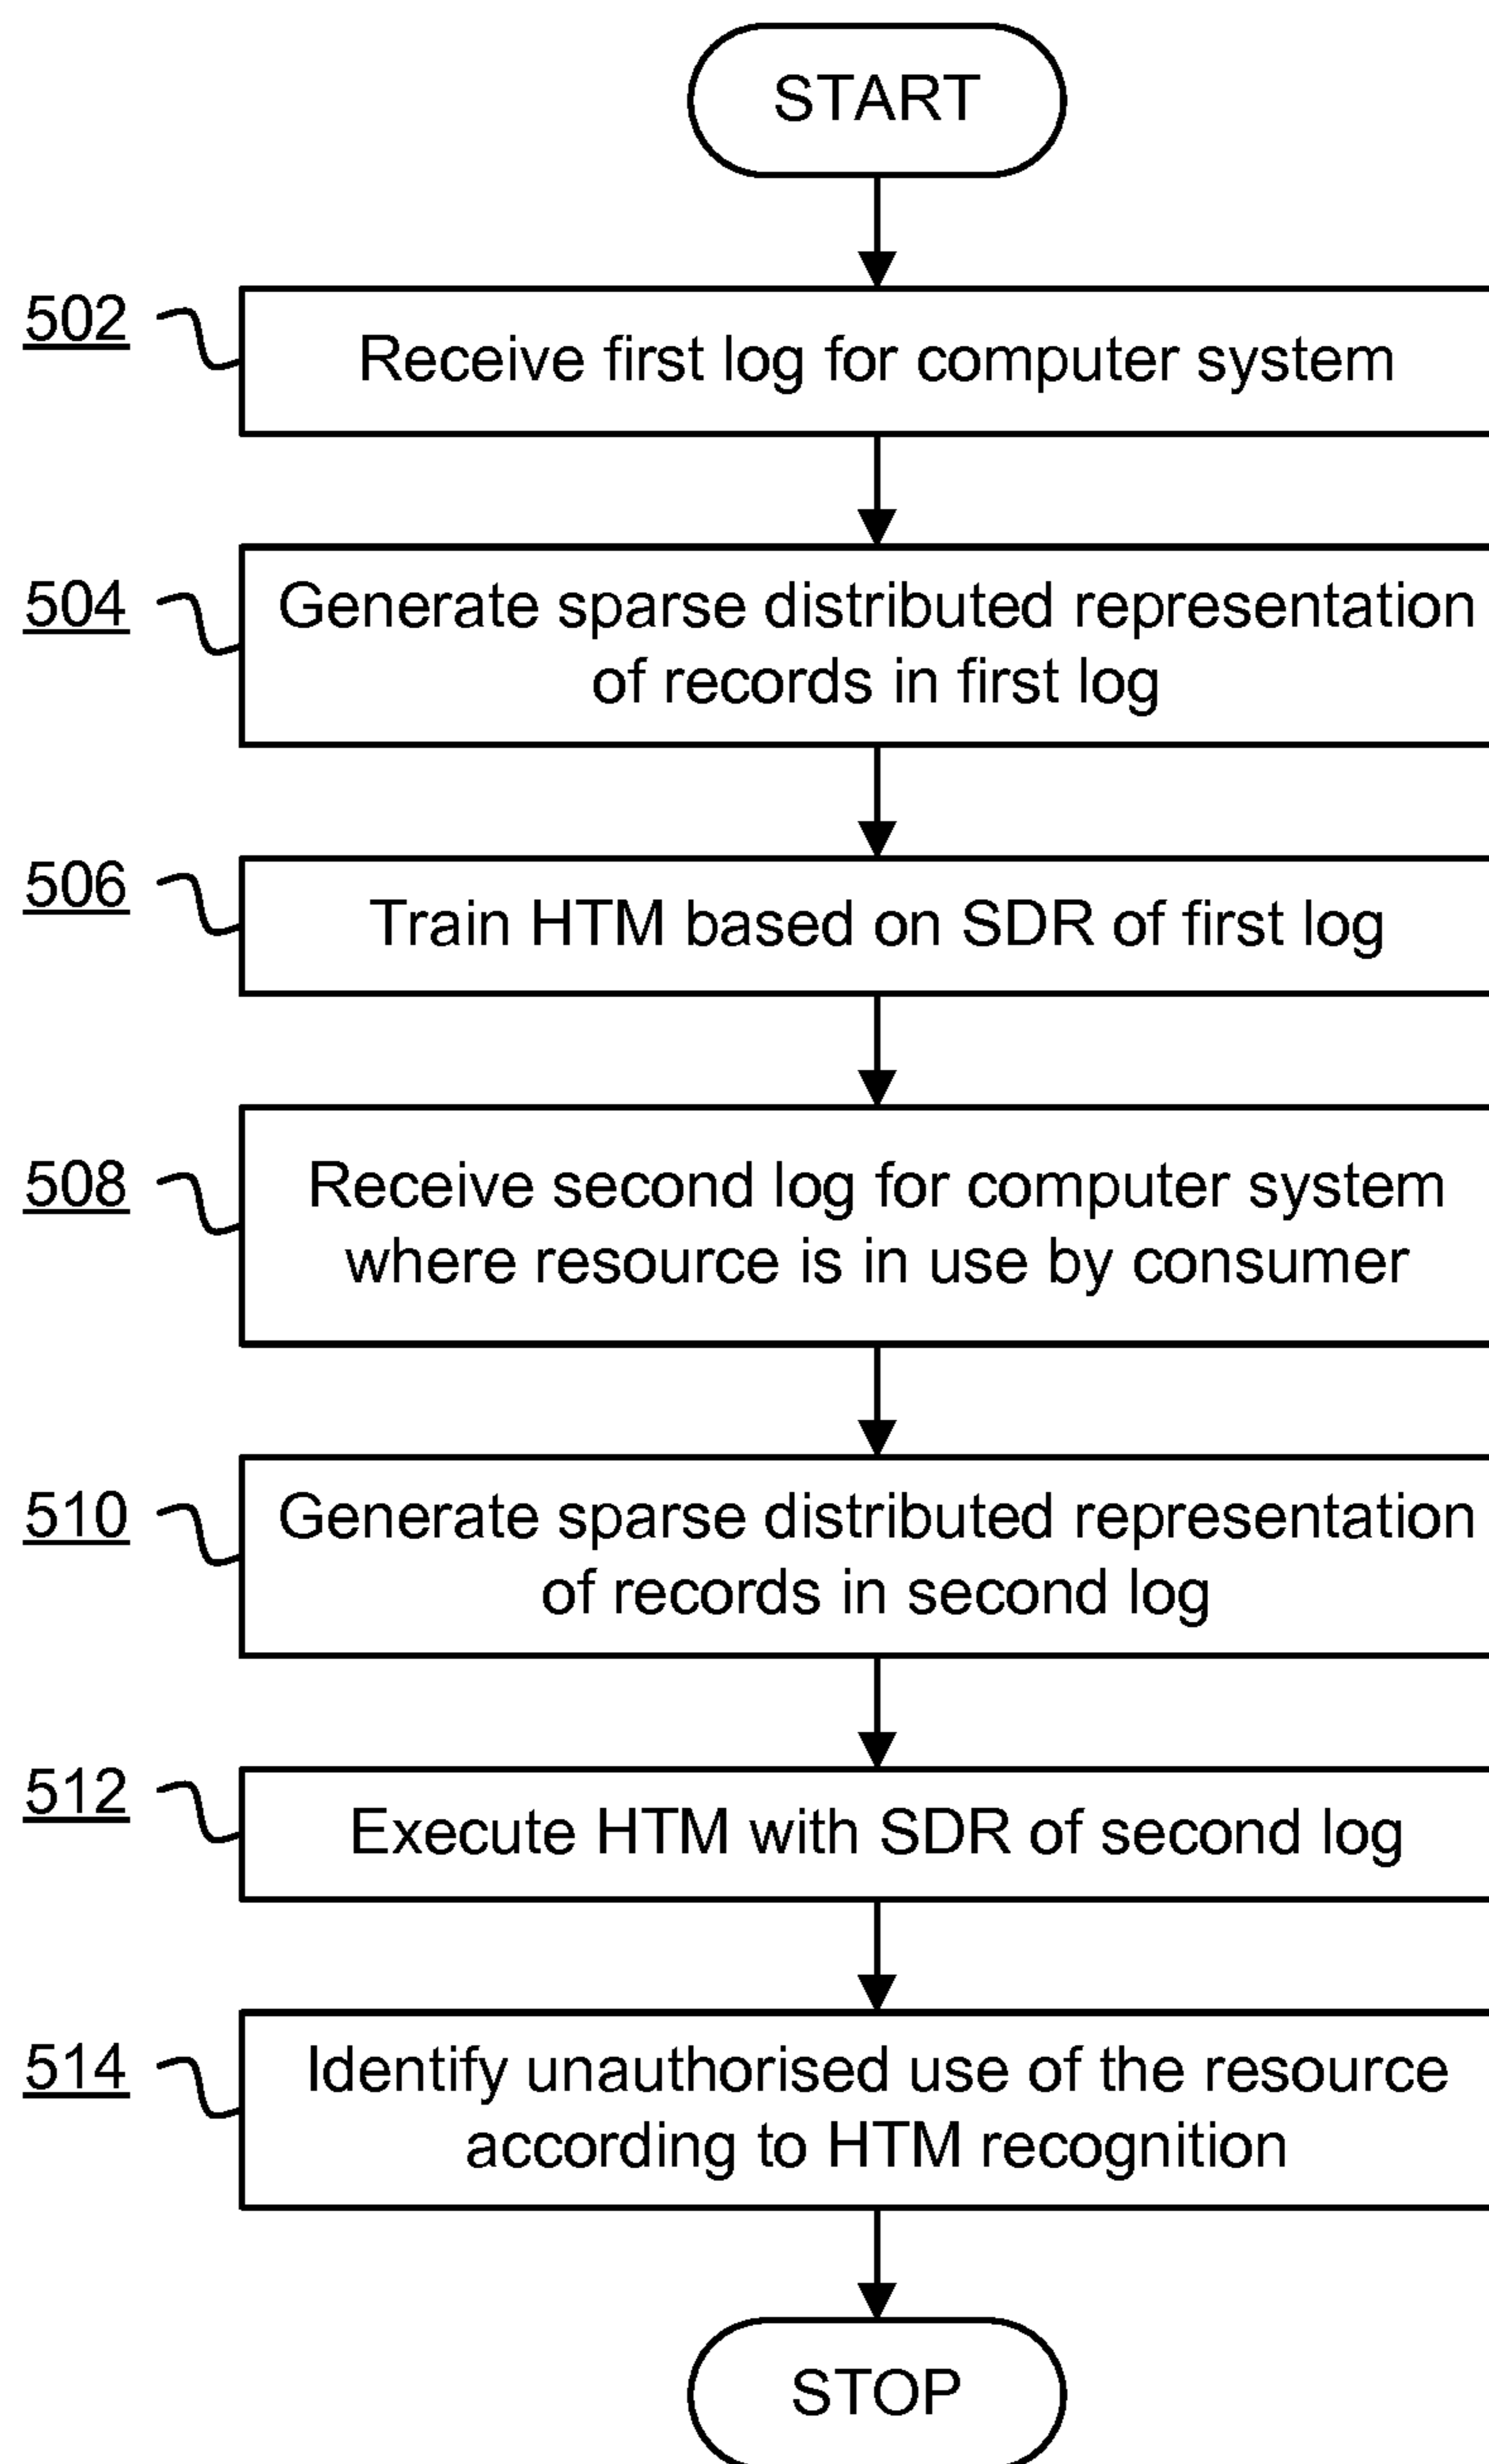 START
502
Receive first log for computer system
504
Generate sparse distributed representation
of records in first log
506
Train HTM based on SDR of first log
508
Receive second log for computer system
where resource is in use by consumer
510
Generate sparse distributed representation
of records in second log
512
Execute HTM with SDR of second log
514
Identify unauthorised use of the resource
according to HTM recognition
STOP